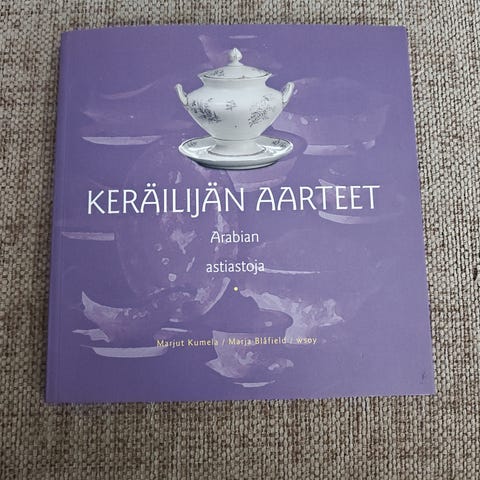 KERÄILIJÄN AARTEET
Arabian
astiastoja
Marjut Kumela / Marja Blåfield / wsoy